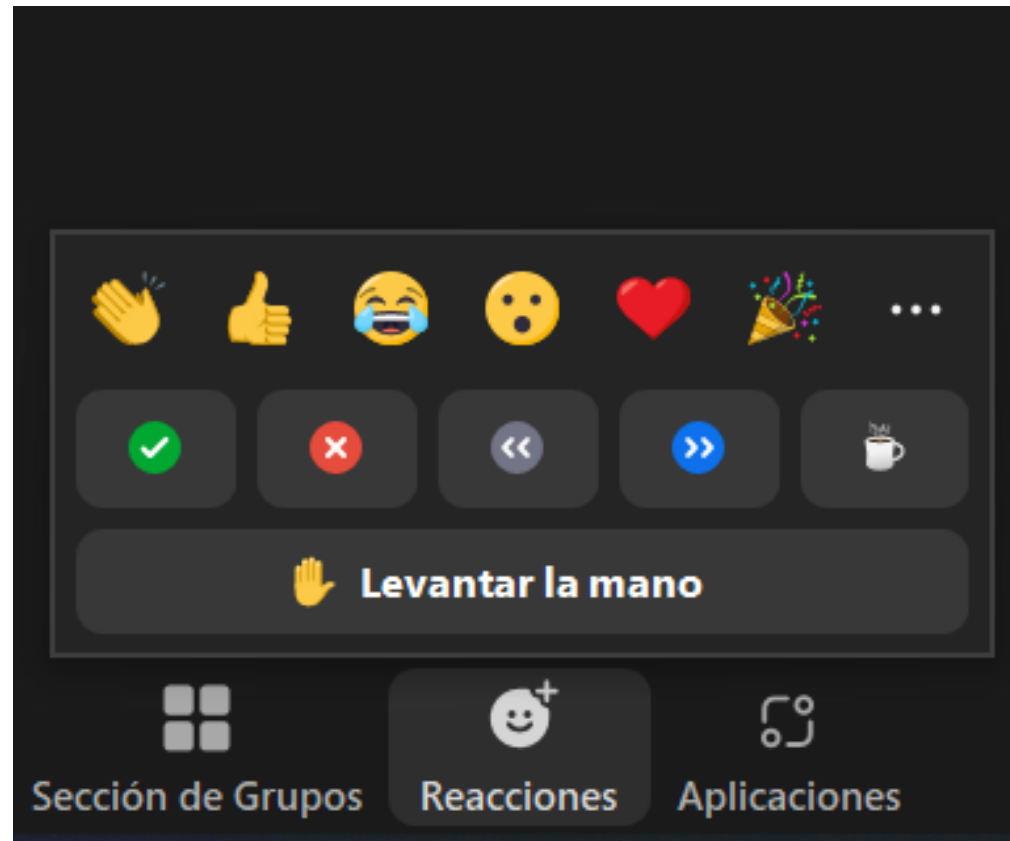 Levantar la mano
Sección de Grupos
Reacciones
Aplicaciones